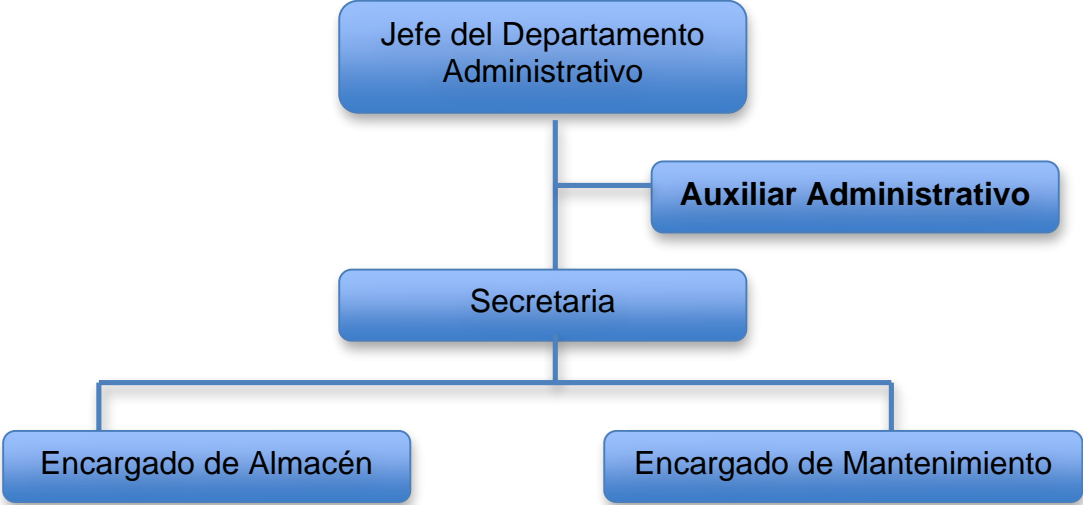 Jefe del Departamento
Administrativo
Auxiliar Administrativo
Secretaria
Encargado de Almacén
Encargado de Mantenimiento